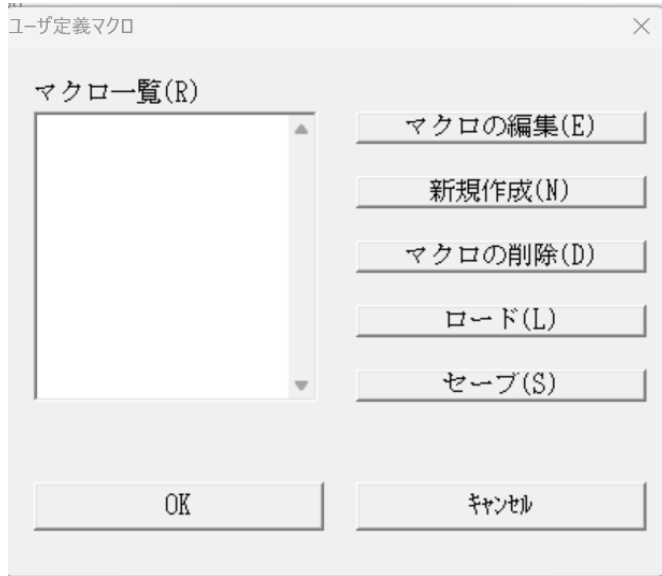 ユーザ定義マクロ
マクロ一覧(R)
マクロの編集(E)
新規作成(N)
マクロの削除(D)
ロード(L)
セーブ(S)
OK
ｷｬﾝｾﾙ